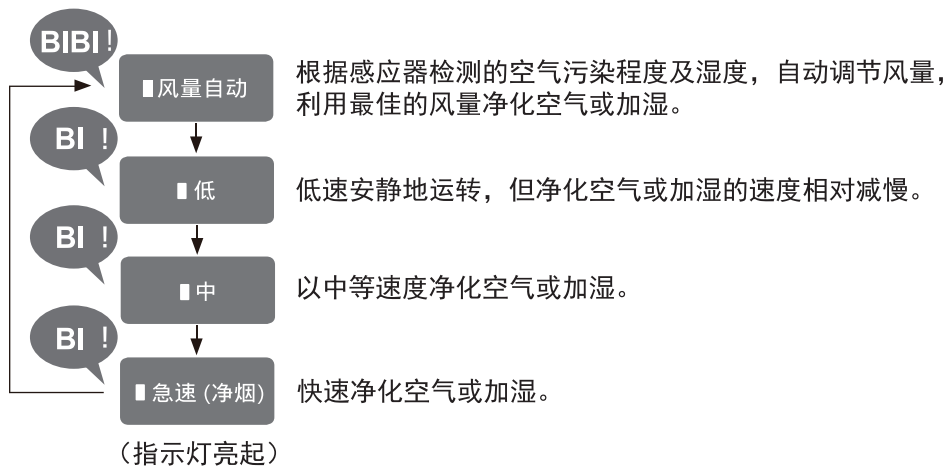 BIBI!
风量自动
根据感应器检测的空气污染程度及湿度，自动调节风量，
利用最佳的风量净化空气或加湿。
BI !
低
低速安静地运转，但净化空气或加湿的速度相对减慢。
BI !
中
以中等速度净化空气或加湿。
BI !
急速 (净烟)
快速净化空气或加湿。
（指示灯亮起）